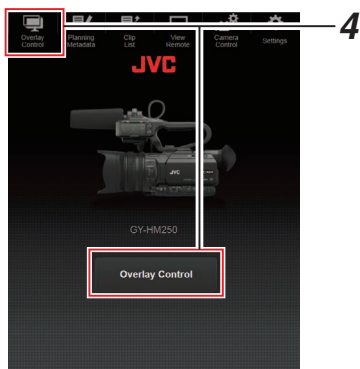 Overlay
Control
Planning
Metadata
Clip
List
View
Remote
Camera
Control
Settings
4
JVC
JVC
GY-HM250
Overlay Control